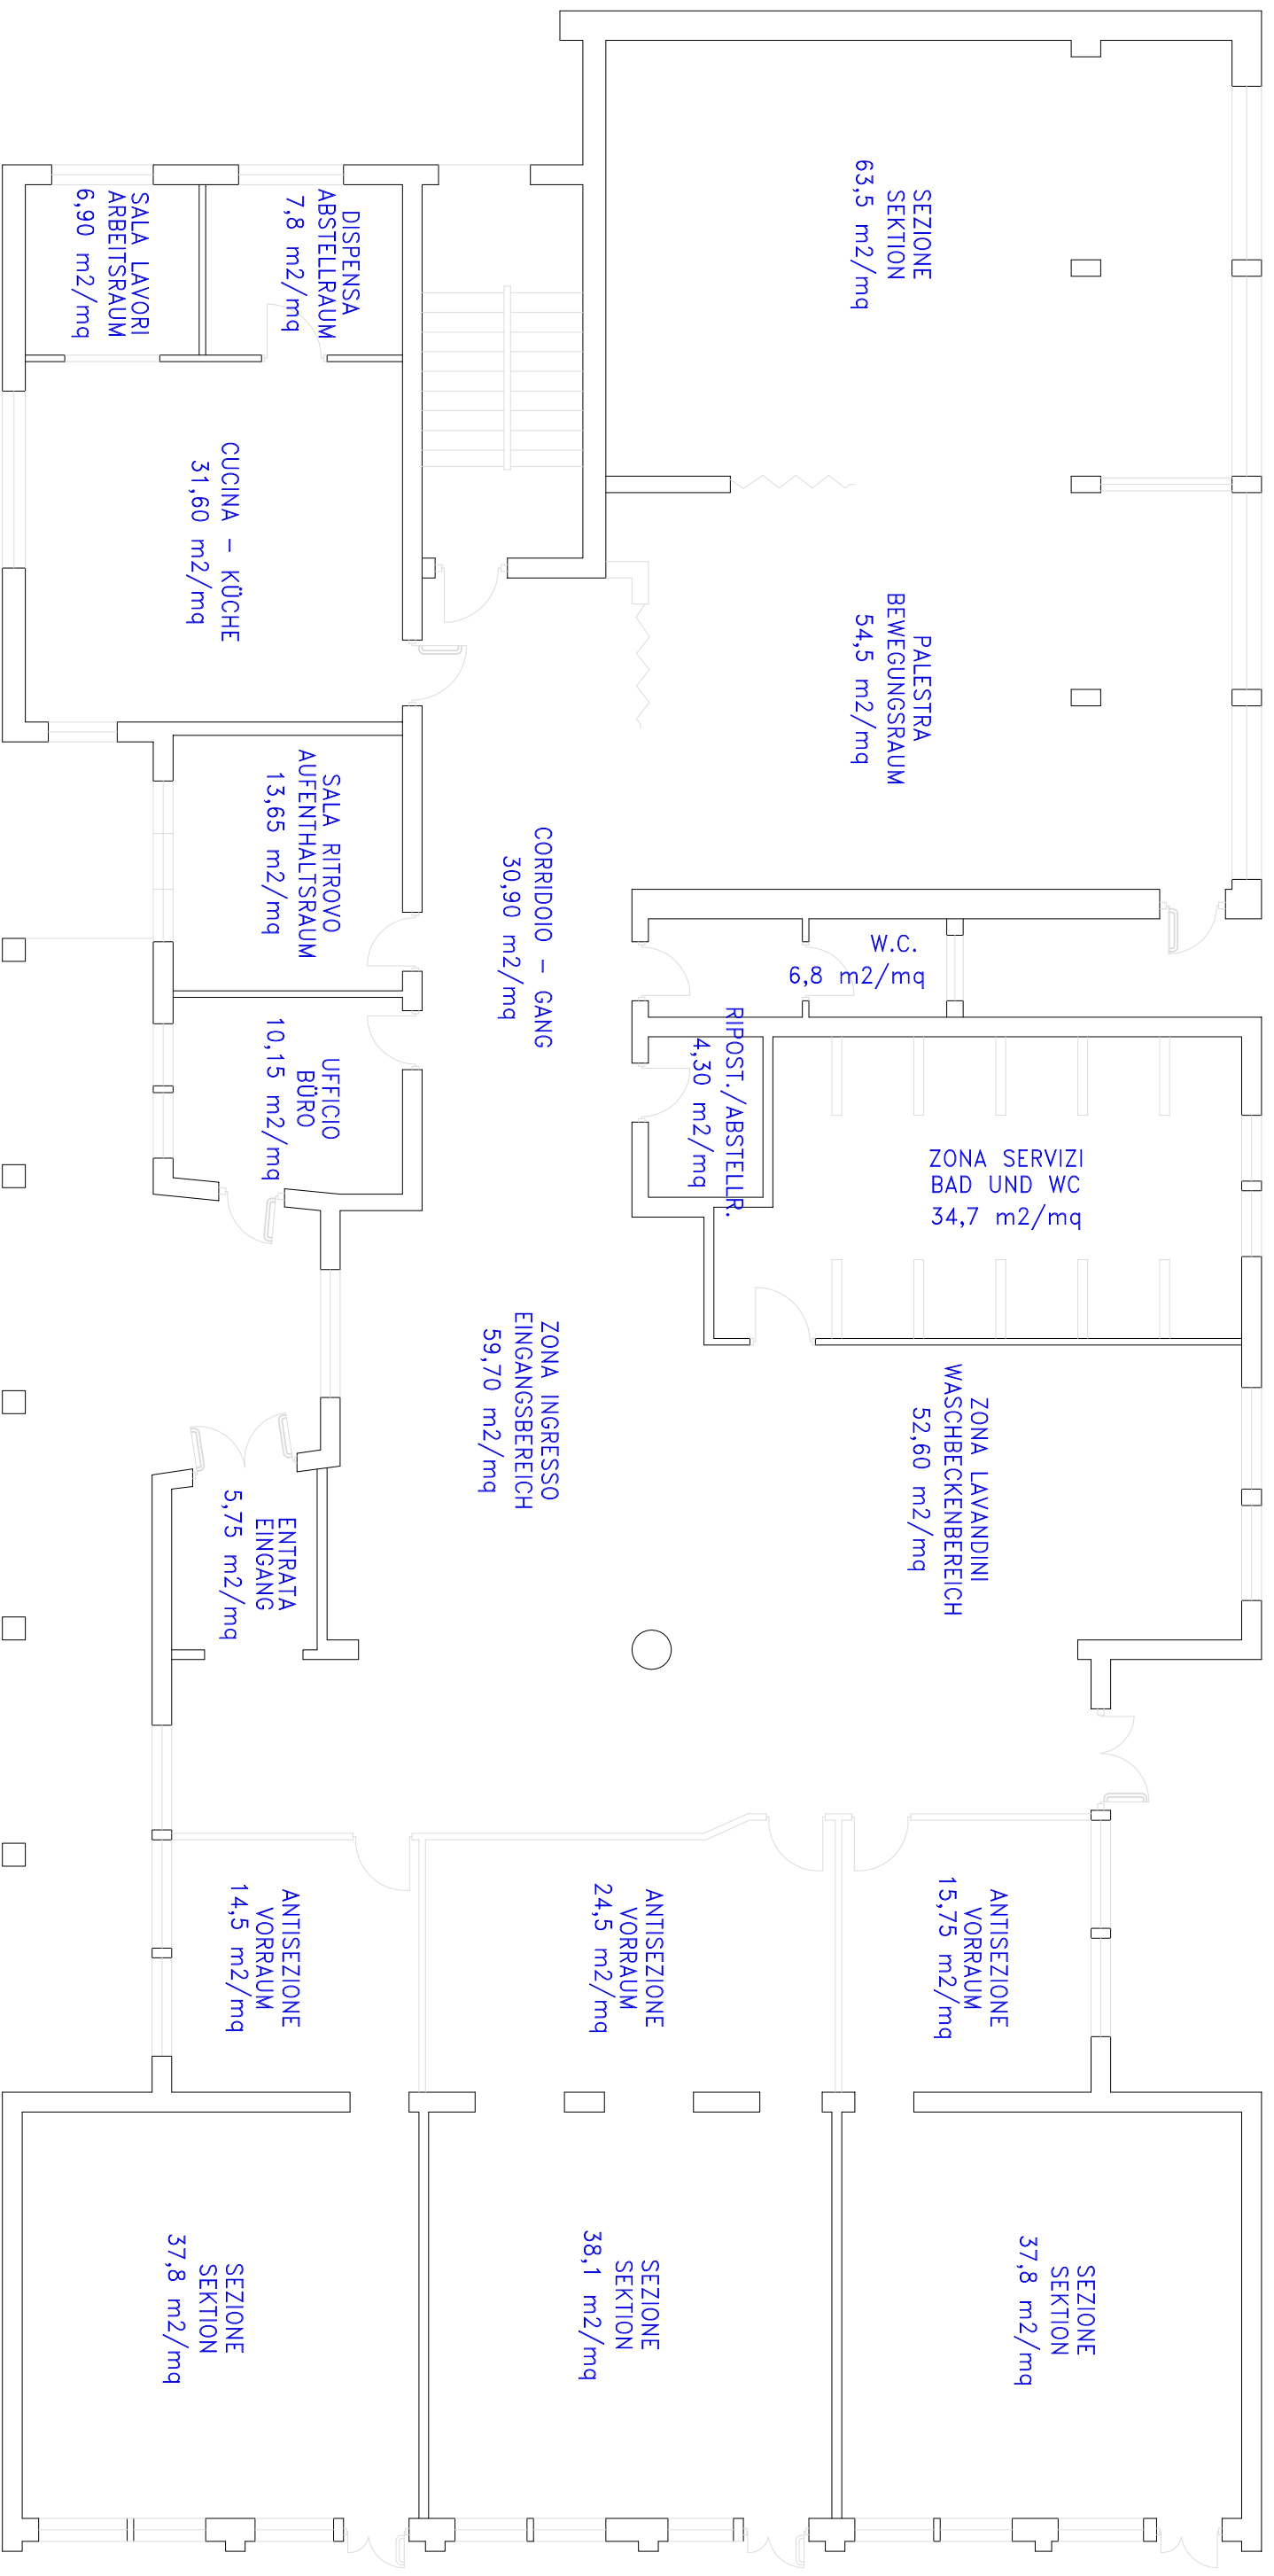 SEZIONE
SEKTION
63,5 m2/mq
DISPENSA
ABSTELLRAUM
7,8 m2/mq
SALA LAVORI
ARBEITSRAUM
6,90 m2/mq
CUCINA - KÜCHE
31,60 m2/mq
PALESTRA
BEWEGUNGSRAUM
54,5 m2/mq
SALA RITROVO
AUFENTHALTSRAUM
13,65 m2/mq
CORRIDOIO - GANG
30,90 m2/mq
W.C.
6,8 m2/mq
RIPOST./ABSTELLR.
4,30 m2/mq
UFFICIO
BÜRO
10,15 m2/mq
ZONA SERVIZI
BAD UND WC
34,7 m2/mq
ZONA INGRESSO
EINGANGSBEREICH
59,70 m2/mq
ZONA LAVANDINI
WASCHBECKENBEREICH
52,60 m2/mq
ENTRATA
EINGANG
5,75 m2/mq
ANTISEZIONE
VORRAUM
15,75 m2/mq
ANTISEZIONE
VORRAUM
24,5 m2/mq
ANTISEZIONE
VORRAUM
14,5 m2/mq
SEZIONE
SEKTION
37,8 m2/mq
SEZIONE
SEKTION
38,1 m2/mq
SEZIONE
SEKTION
37,8 m2/mq